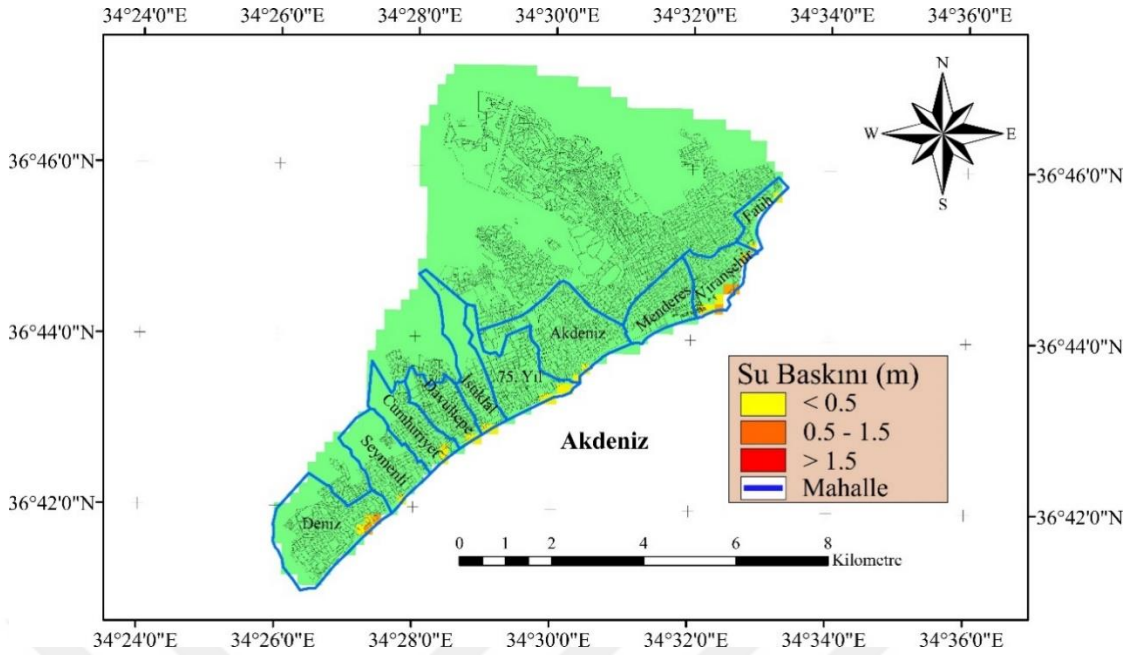 34°24'0"E 34°26'0"E 34°28'0"E 34°30'0"E 34°32'0"E 34°34'0"E 34°36'0"E
N
W E
S
36°46'0"N 36°46'0"N
Fatih
Viranşehir
Menderes
36°44'0"N Akdeniz 36°44'0"N
75. Yıl
İstiklal
Davultepe
Cumhuriyet
Seymenli
Akdeniz
Su Baskını (m)
< 0.5
0.5 - 1.5
> 1.5
Mahalle
36°42'0"N 36°42'0"N
Deniz
0 1 2 4 6 8
Kilometre
34°24'0"E 34°26'0"E 34°28'0"E 34°30'0"E 34°32'0"E 34°34'0"E 34°36'0"E